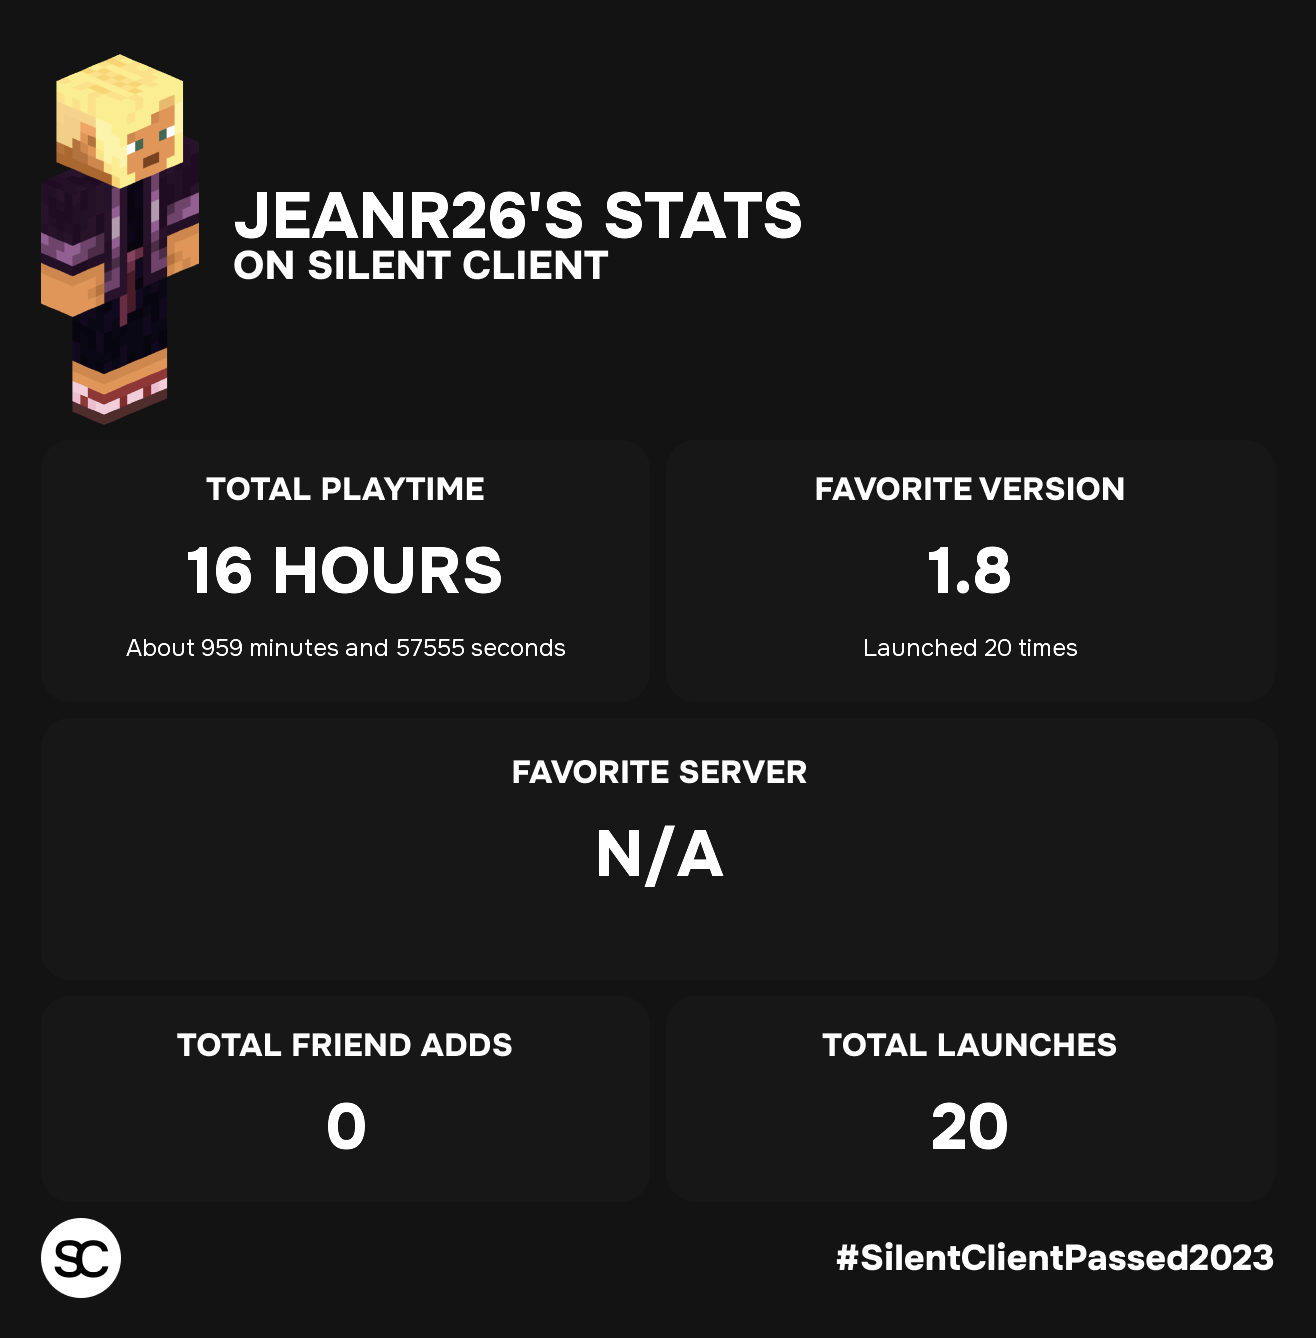 JEANR26'S STATS
ON SILENT CLIENT
TOTAL PLAYTIME
16 HOURS
About 959 minutes and 57555 seconds
FAVORITE VERSION
1.8
Launched 20 times
FAVORITE SERVER
N/A
TOTAL FRIEND ADDS
0
TOTAL LAUNCHES
20
SC
#SilentClientPassed2023